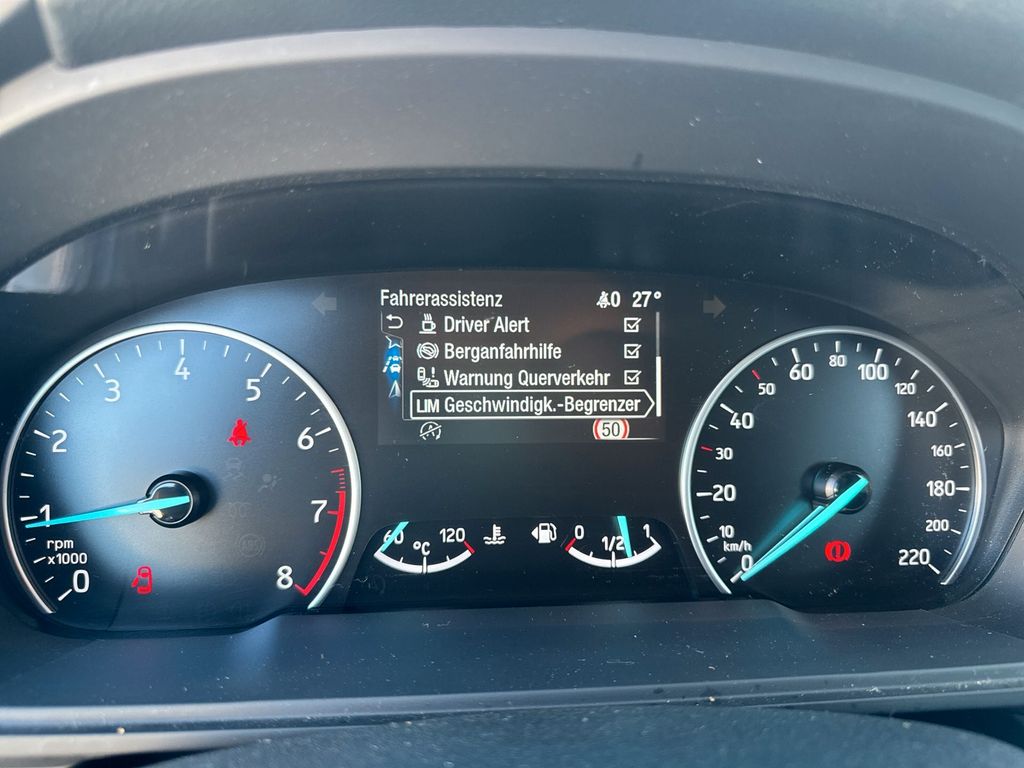 Fahrerassistenz 0 27°
Driver Alert
Berganfahrhilfe
Warnung Querverkehr
LIM Geschwindigk.-Begrenzer
50
0
1
2
3
4
5
6
7
8
rpm
x1000
60 °C 120
0 1/2 1
0
10
20
30
40
50
60
80
100
120
140
160
180
200
220
km/h